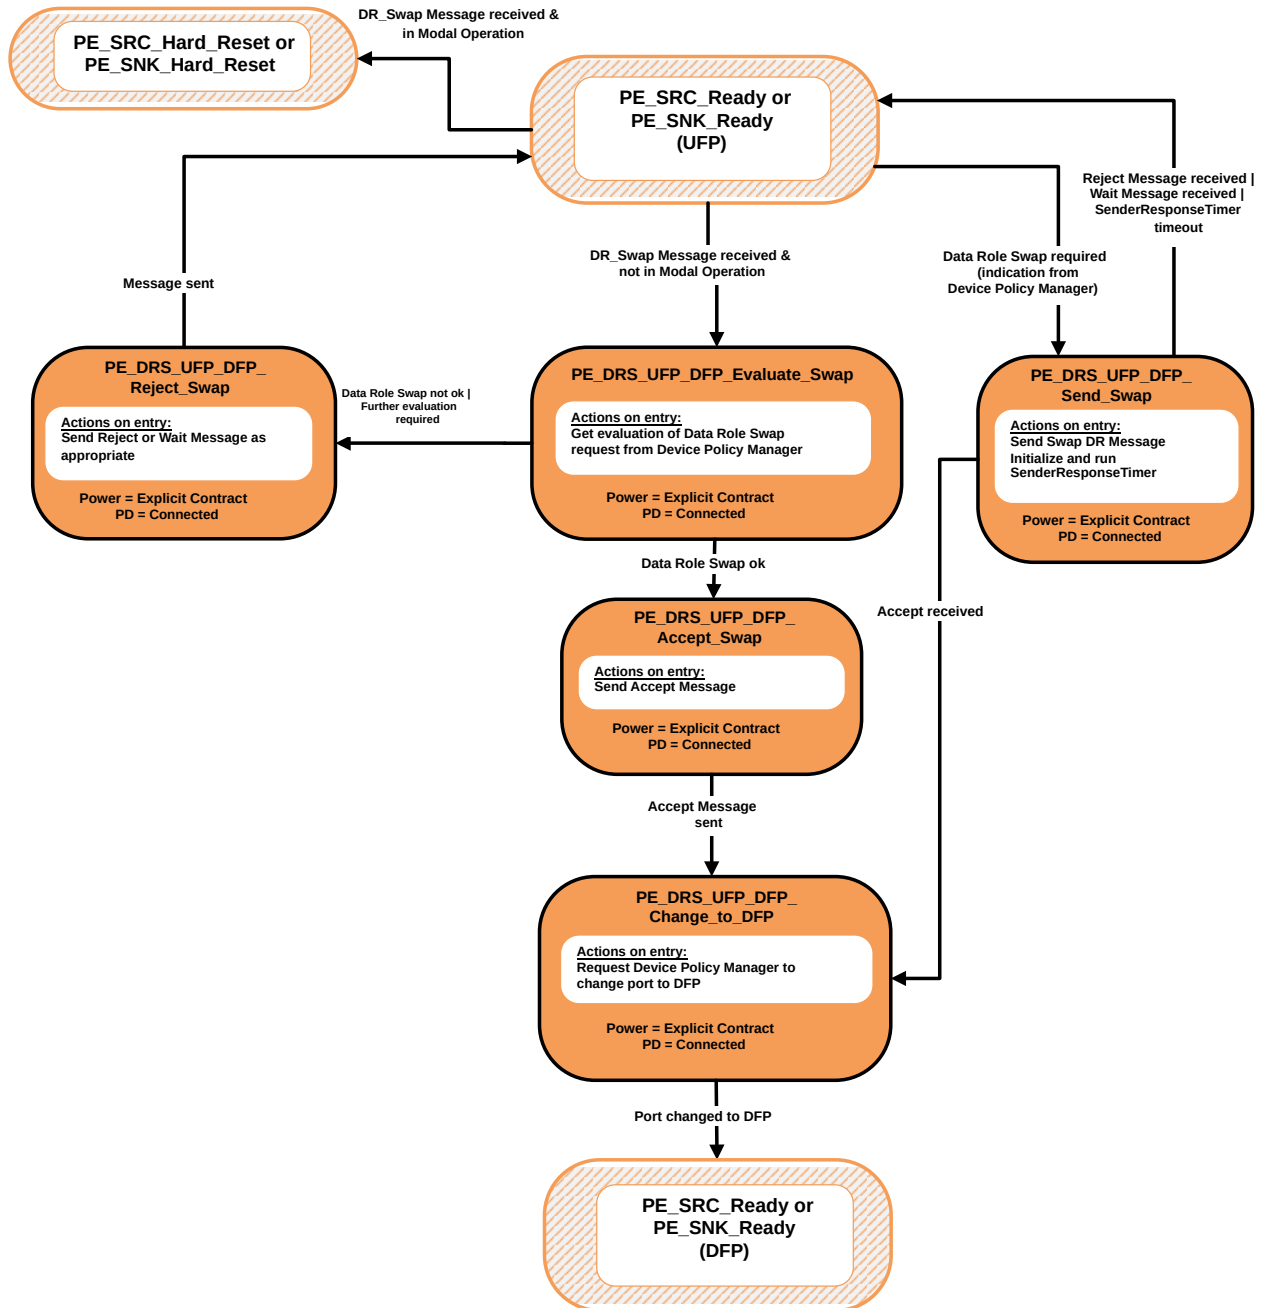 DR_Swap Message received &
in Modal Operation
PE_SRC_Hard_Reset or
PE_SNK_Hard_Reset
PE_SRC_Ready or
PE_SNK_Ready
(UFP)
Reject Message received |
Wait Message received |
SenderResponseTimer
timeout
DR_Swap Message received &
not in Modal Operation
Data Role Swap required
(indication from
Device Policy Manager)
Message sent
PE_DRS_UFP_DFP_
Reject_Swap
Actions on entry:
Send Reject or Wait Message as
appropriate
Power = Explicit Contract
PD = Connected
Data Role Swap not ok |
Further evaluation
required
PE_DRS_UFP_DFP_Evaluate_Swap
Actions on entry:
Get evaluation of Data Role Swap
request from Device Policy Manager
Power = Explicit Contract
PD = Connected
PE_DRS_UFP_DFP_
Send_Swap
Actions on entry:
Send Swap DR Message
Initialize and run
SenderResponseTimer
Power = Explicit Contract
PD = Connected
Data Role Swap ok
Accept received
PE_DRS_UFP_DFP_
Accept_Swap
Actions on entry:
Send Accept Message
Power = Explicit Contract
PD = Connected
Accept Message
sent
PE_DRS_UFP_DFP_
Change_to_DFP
Actions on entry:
Request Device Policy Manager to
change port to DFP
Power = Explicit Contract
PD = Connected
Port changed to DFP
PE_SRC_Ready or
PE_SNK_Ready
(DFP)